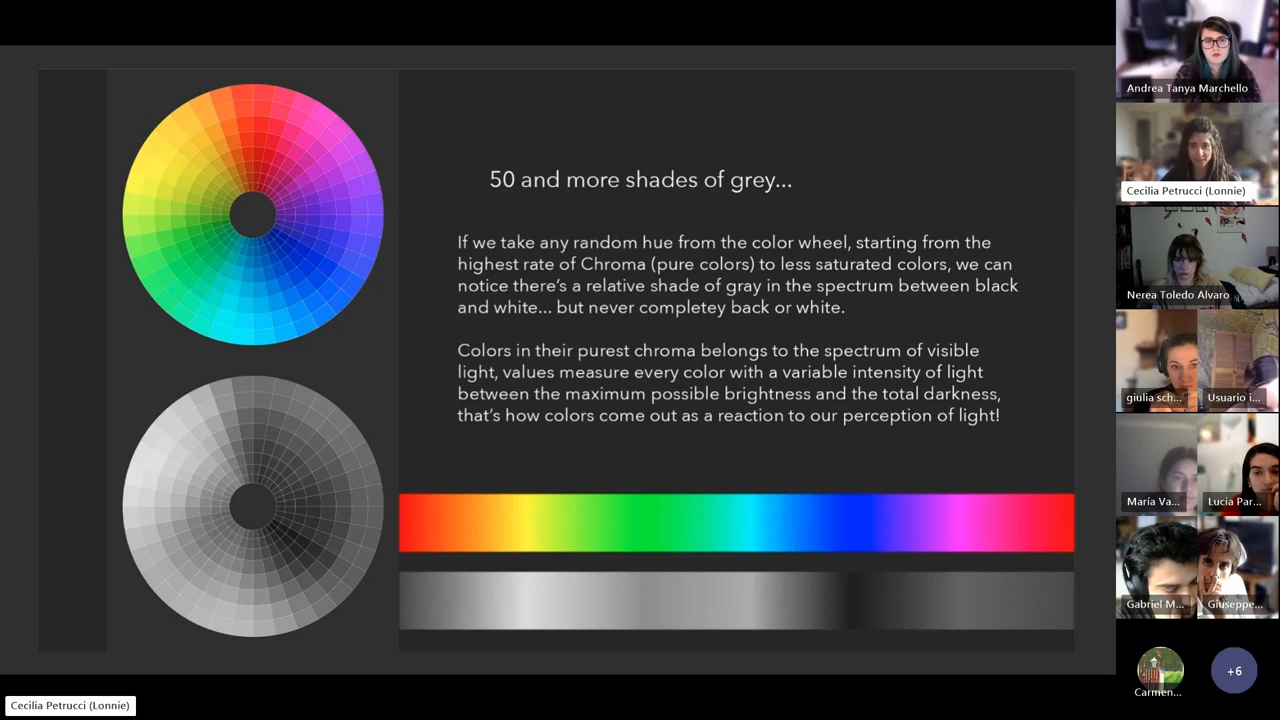 50 and more shades of grey...
If we take any random hue from the color wheel, starting from the
highest rate of Chroma (pure colors) to less saturated colors, we can
notice there's a relative shade of gray in the spectrum between black
and white... but never completey back or white.
Colors in their purest chroma belongs to the spectrum of visible
light, values measure every color with a variable intensity of light
between the maximum possible brightness and the total darkness,
that's how colors come out as a reaction to our perception of light!
Andrea Tanya Marchello
Cecilia Petrucci (Lonnie)
Nerea Toledo Alvaro
giulia sch...
Usuario i...
María Va...
Lucia Par...
Gabriel M...
Giuseppe...
Carmen...
+6
Cecilia Petrucci (Lonnie)